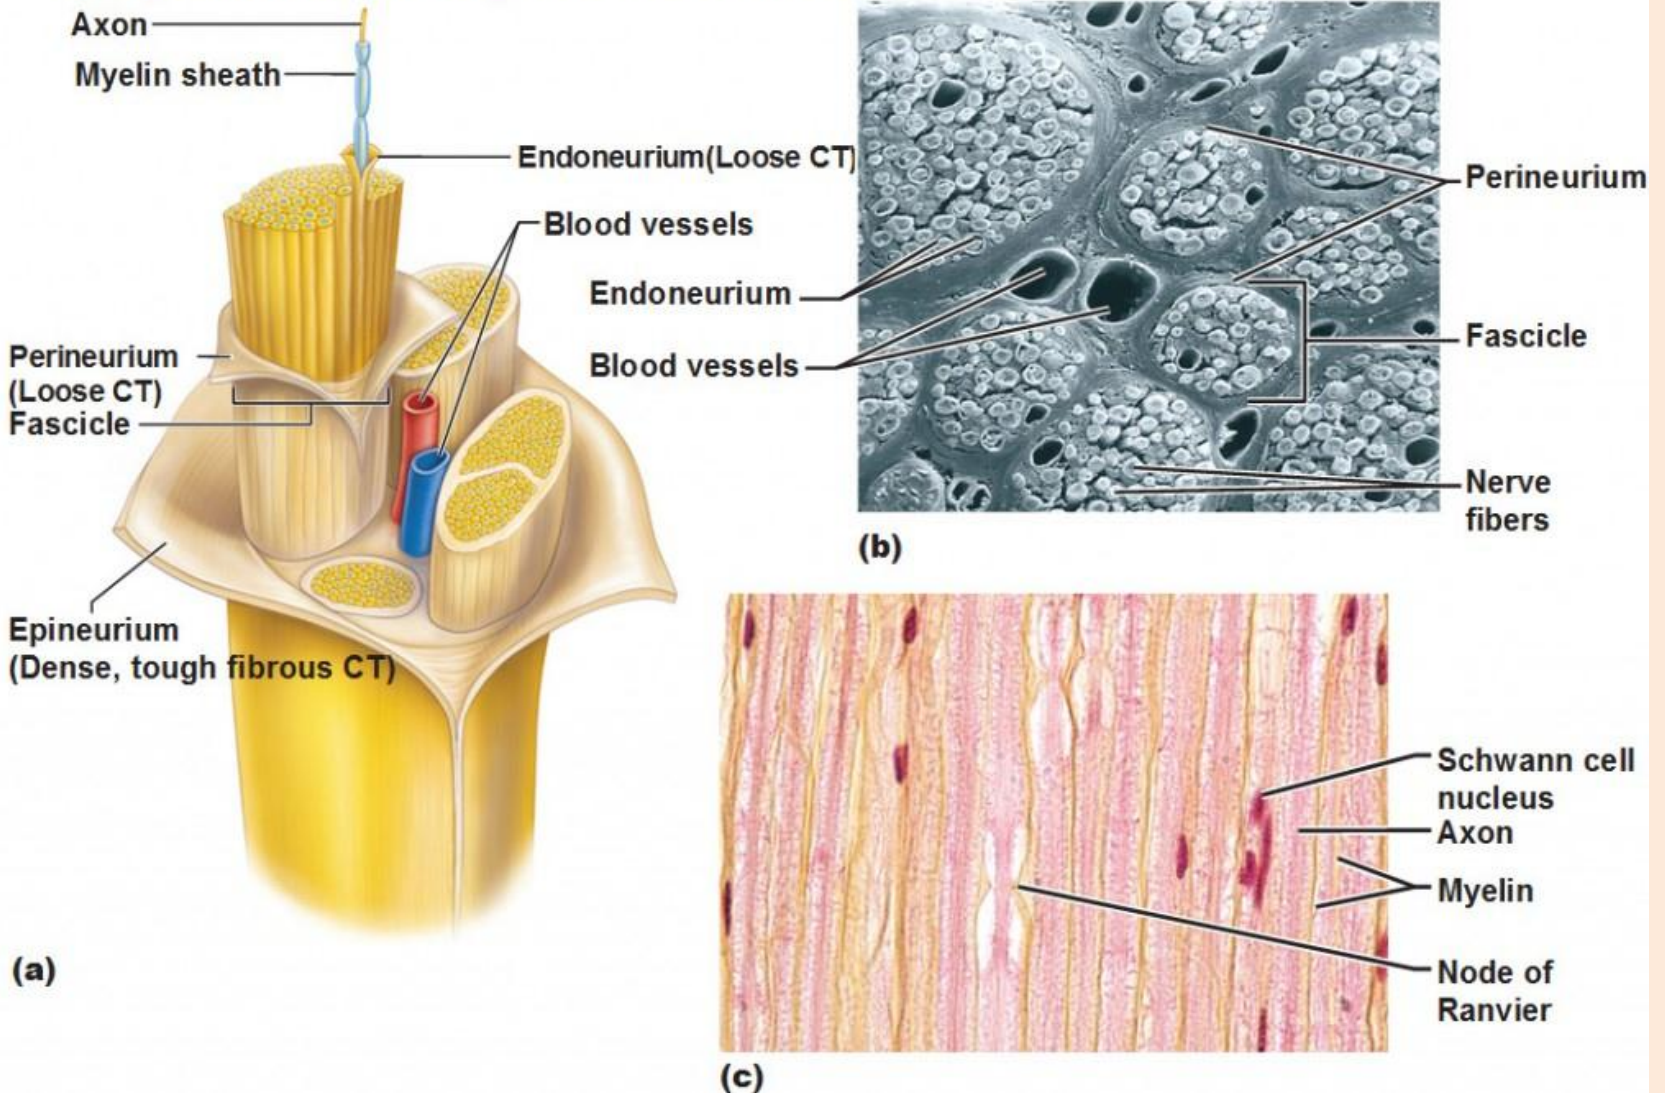 Axon
Myelin sheath
Endoneurium(Loose CT)
Blood vessels
Perineurium
(Loose CT)
Fascicle
Epineurium
(Dense, tough fibrous CT)
(a)
Perineurium
Endoneurium
Blood vessels
Fascicle
Nerve
fibers
(b)
Schwann cell
nucleus
Axon
Myelin
Node of
Ranvier
(c)